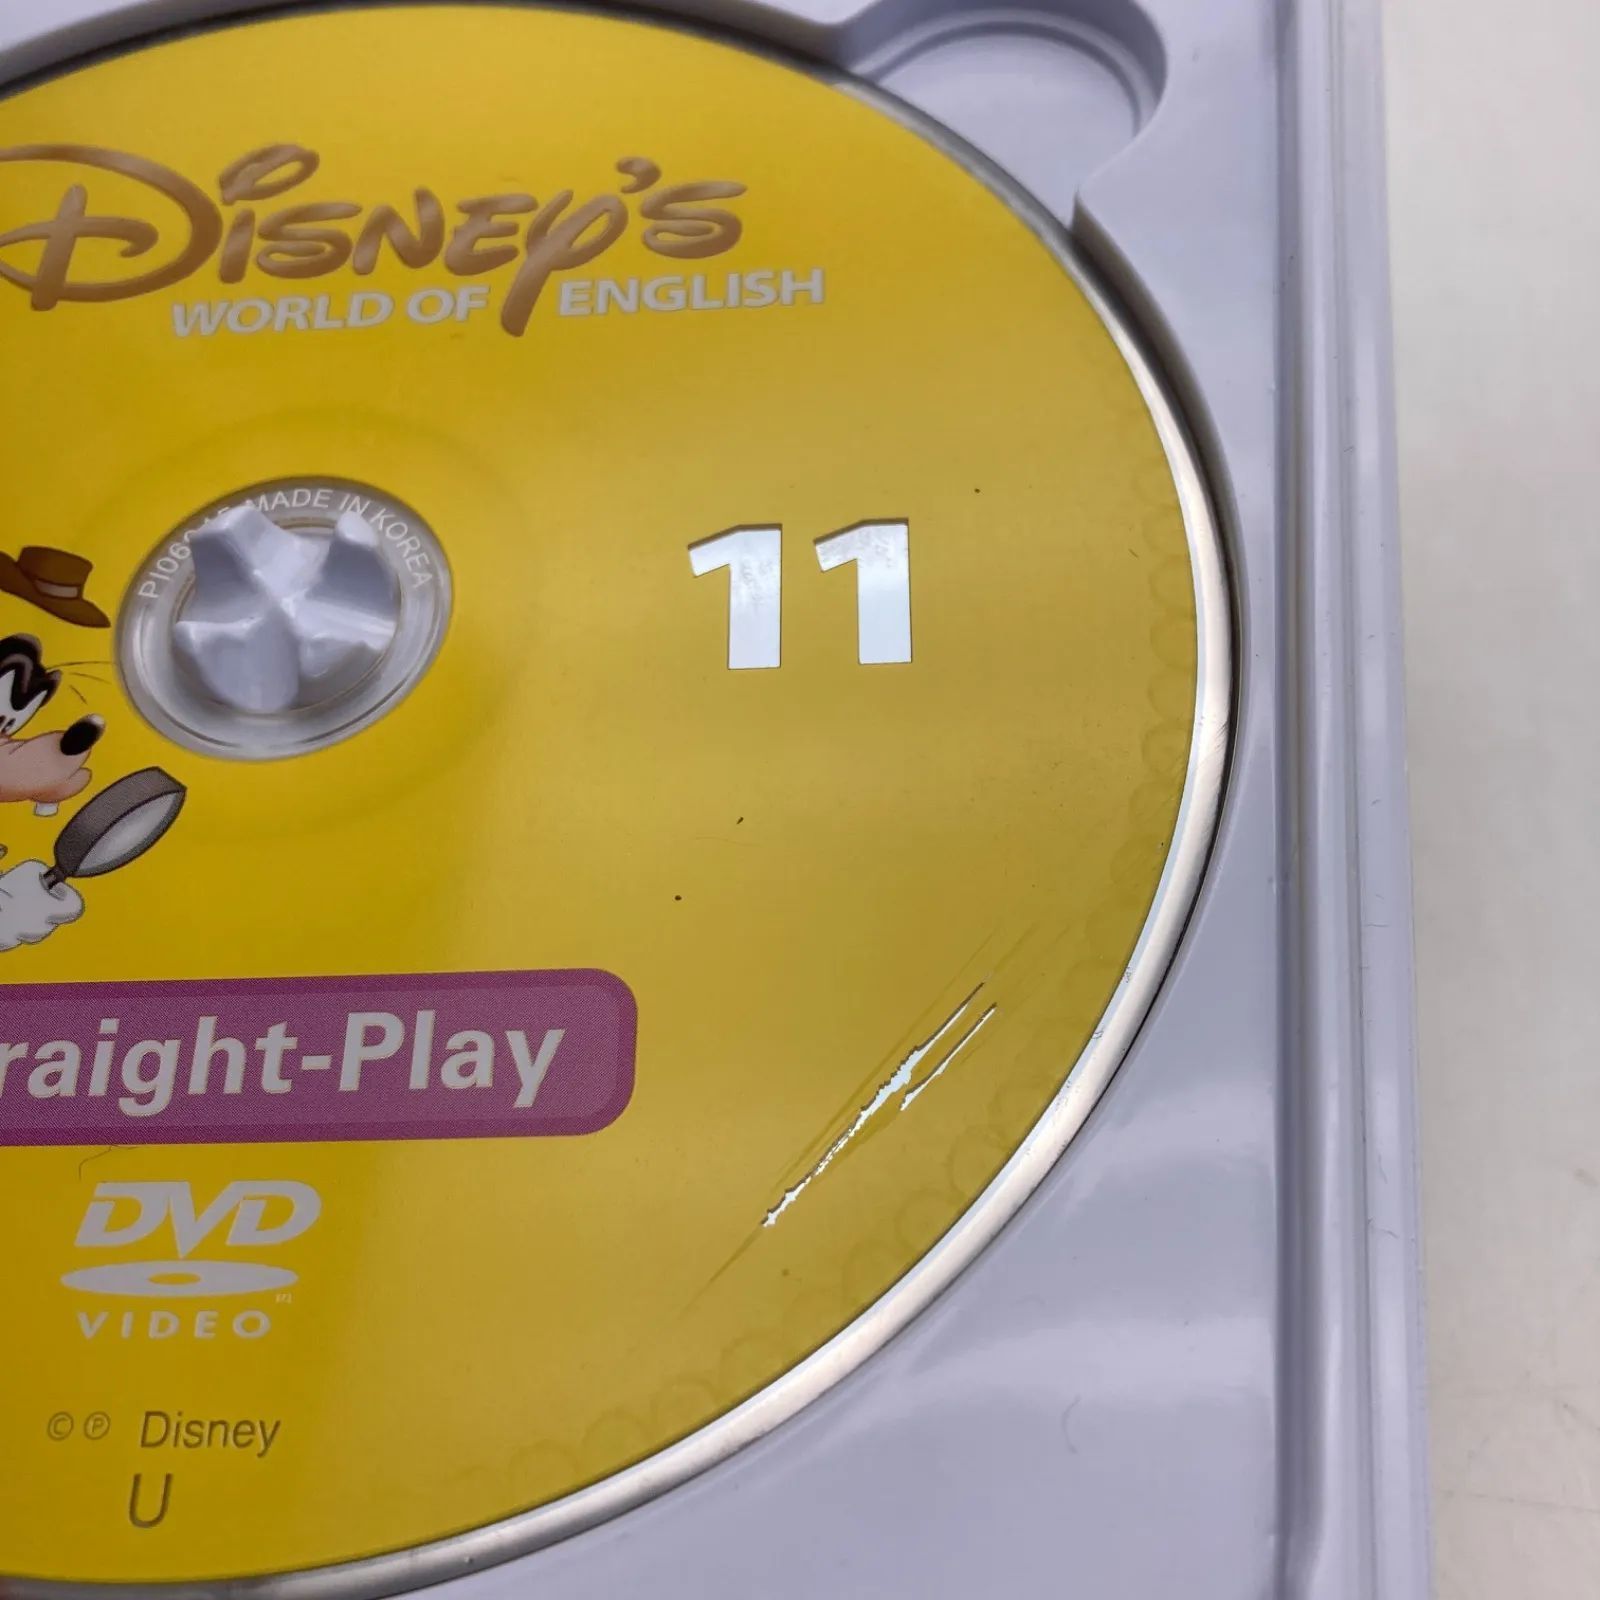 Disney's
WORLD OF ENGLISH
MADE IN KOREA
11
raight-Play
DVD
VIDEO
© ℗ Disney
U